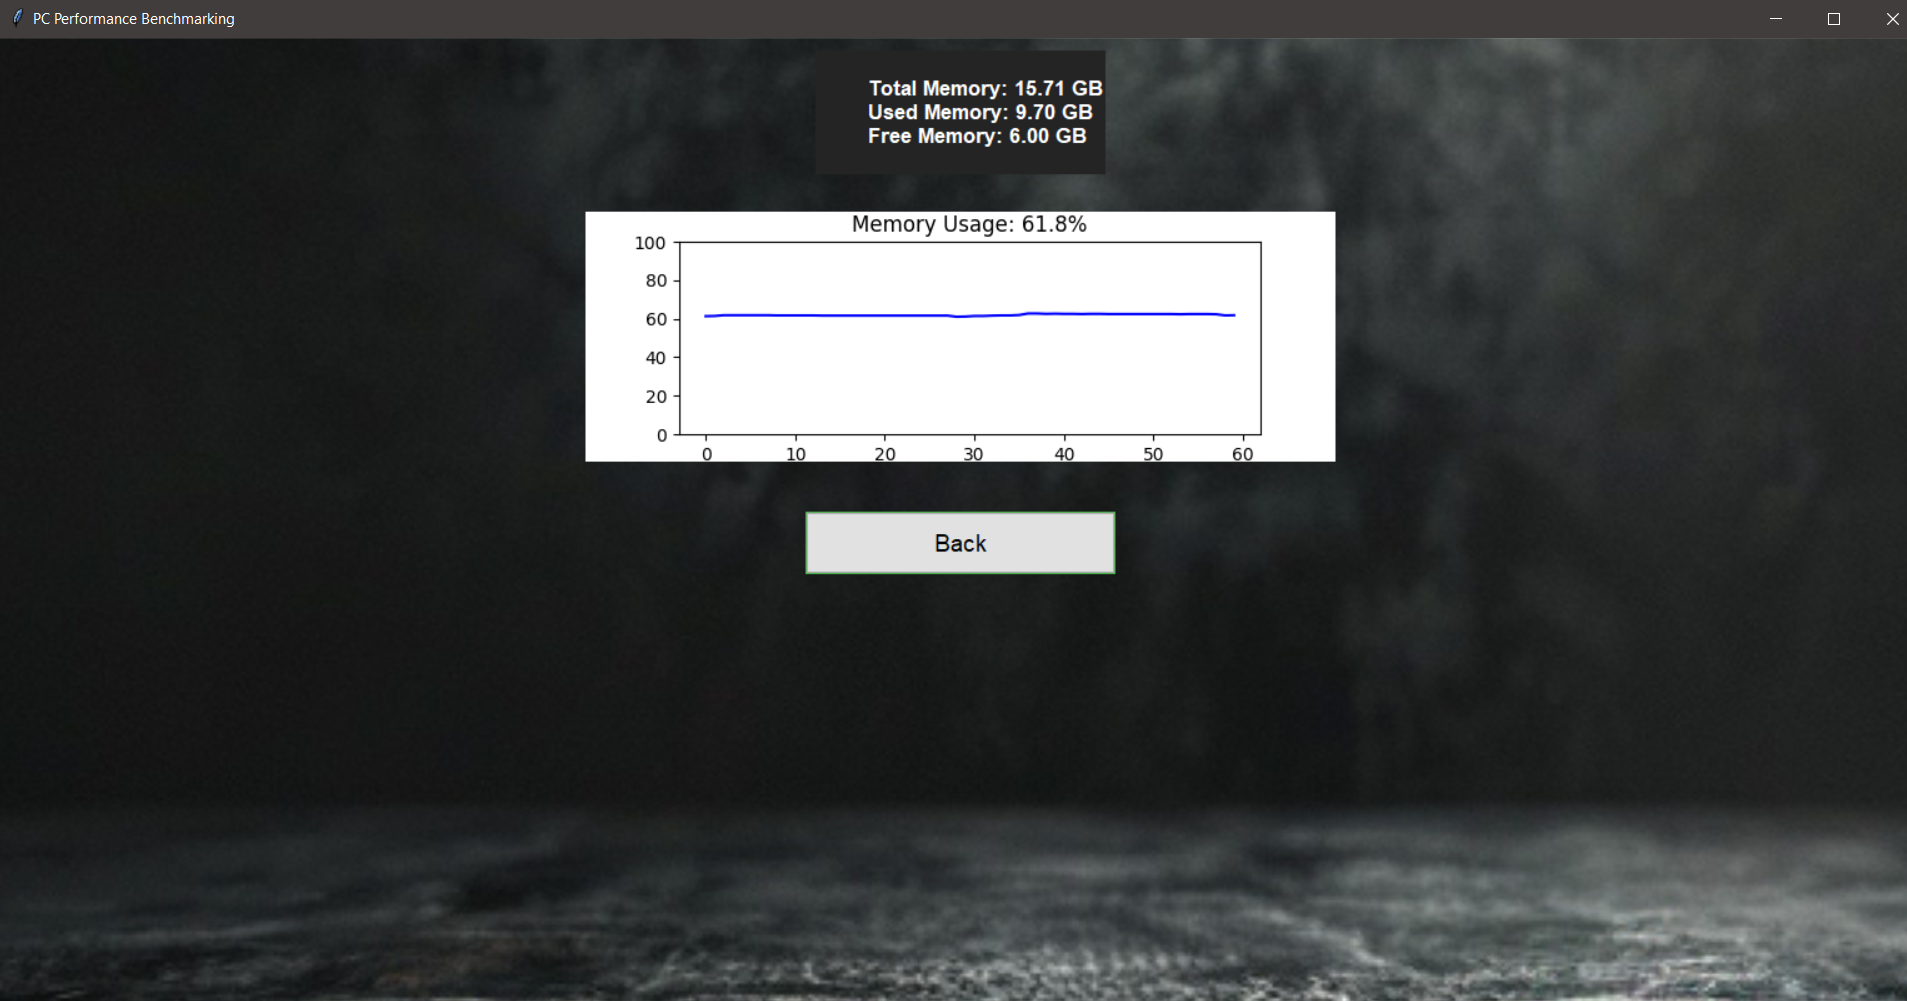 PC Performance Benchmarking
Total Memory: 15.71 GB
Used Memory: 9.70 GB
Free Memory: 6.00 GB
Memory Usage: 61.8%
100
80
60
40
20
0
0 10 20 30 40 50 60
Back